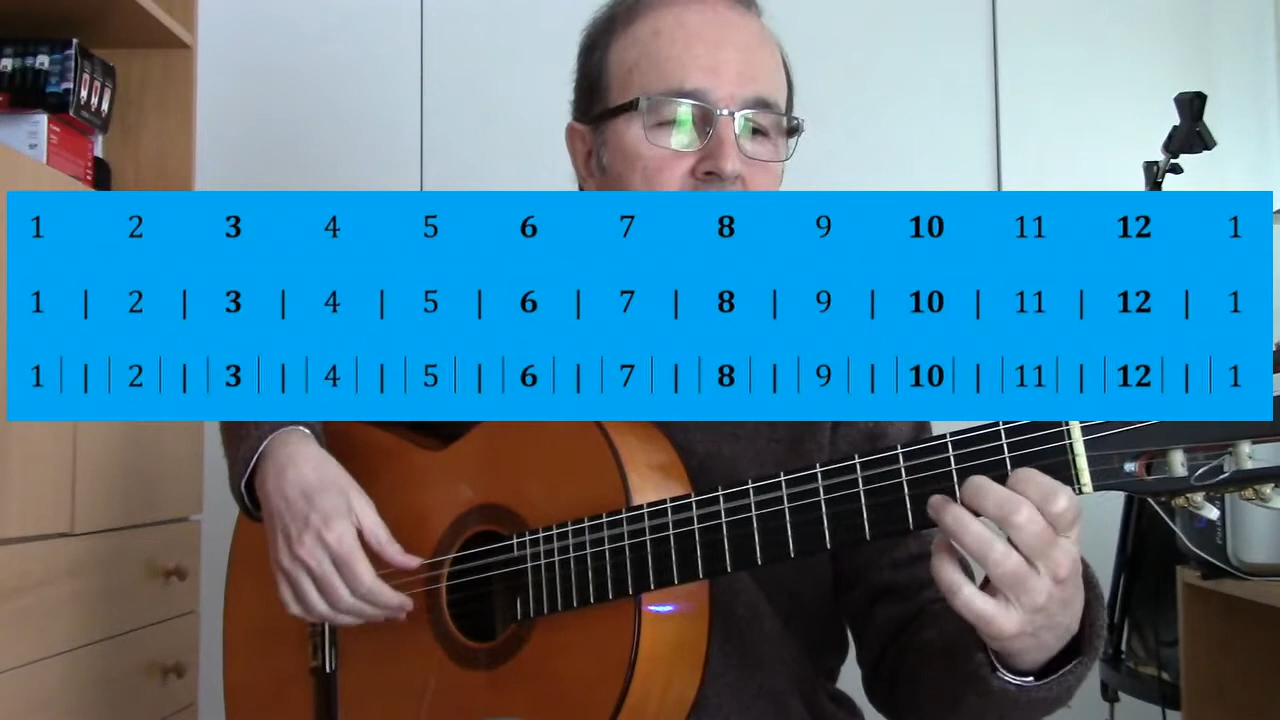 1 2 3 4 5 6 7 8 9 10 11 12 1
1 | 2 | 3 | 4 | 5 | 6 | 7 | 8 | 9 | 10 | 11 | 12 | 1
1 | | | 2 | | | 3 | | | 4 | | | 5 | | | 6 | | | 7 | | | 8 | | | 9 | | | 10 | | | 11 | | | 12 | | | 1